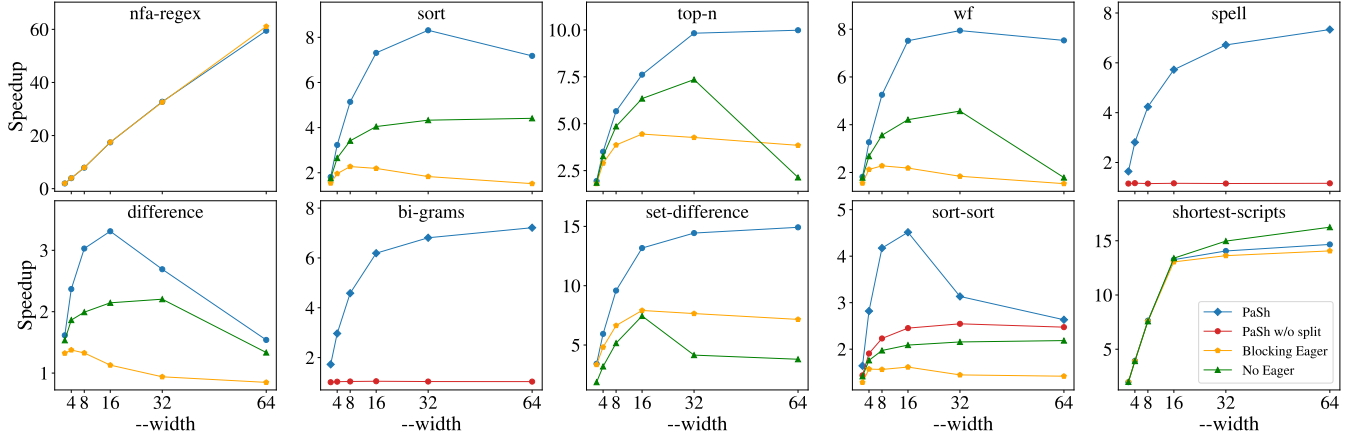 nfa-regex
Speedup
60
40
20
0
sort
8
6
4
2
top-n
10.0
7.5
5.0
2.5
wf
8
6
4
2
spell
8
6
4
2
difference
Speedup
3
2
1
4 8 16 32 64
--width
bi-grams
8
6
4
2
4 8 16 32 64
--width
set-difference
15
10
5
4 8 16 32 64
--width
sort-sort
5
4
3
2
4 8 16 32 64
--width
shortest-scripts
15
10
5
PaSh
PaSh w/o split
Blocking Eager
No Eager
4 8 16 32 64
--width